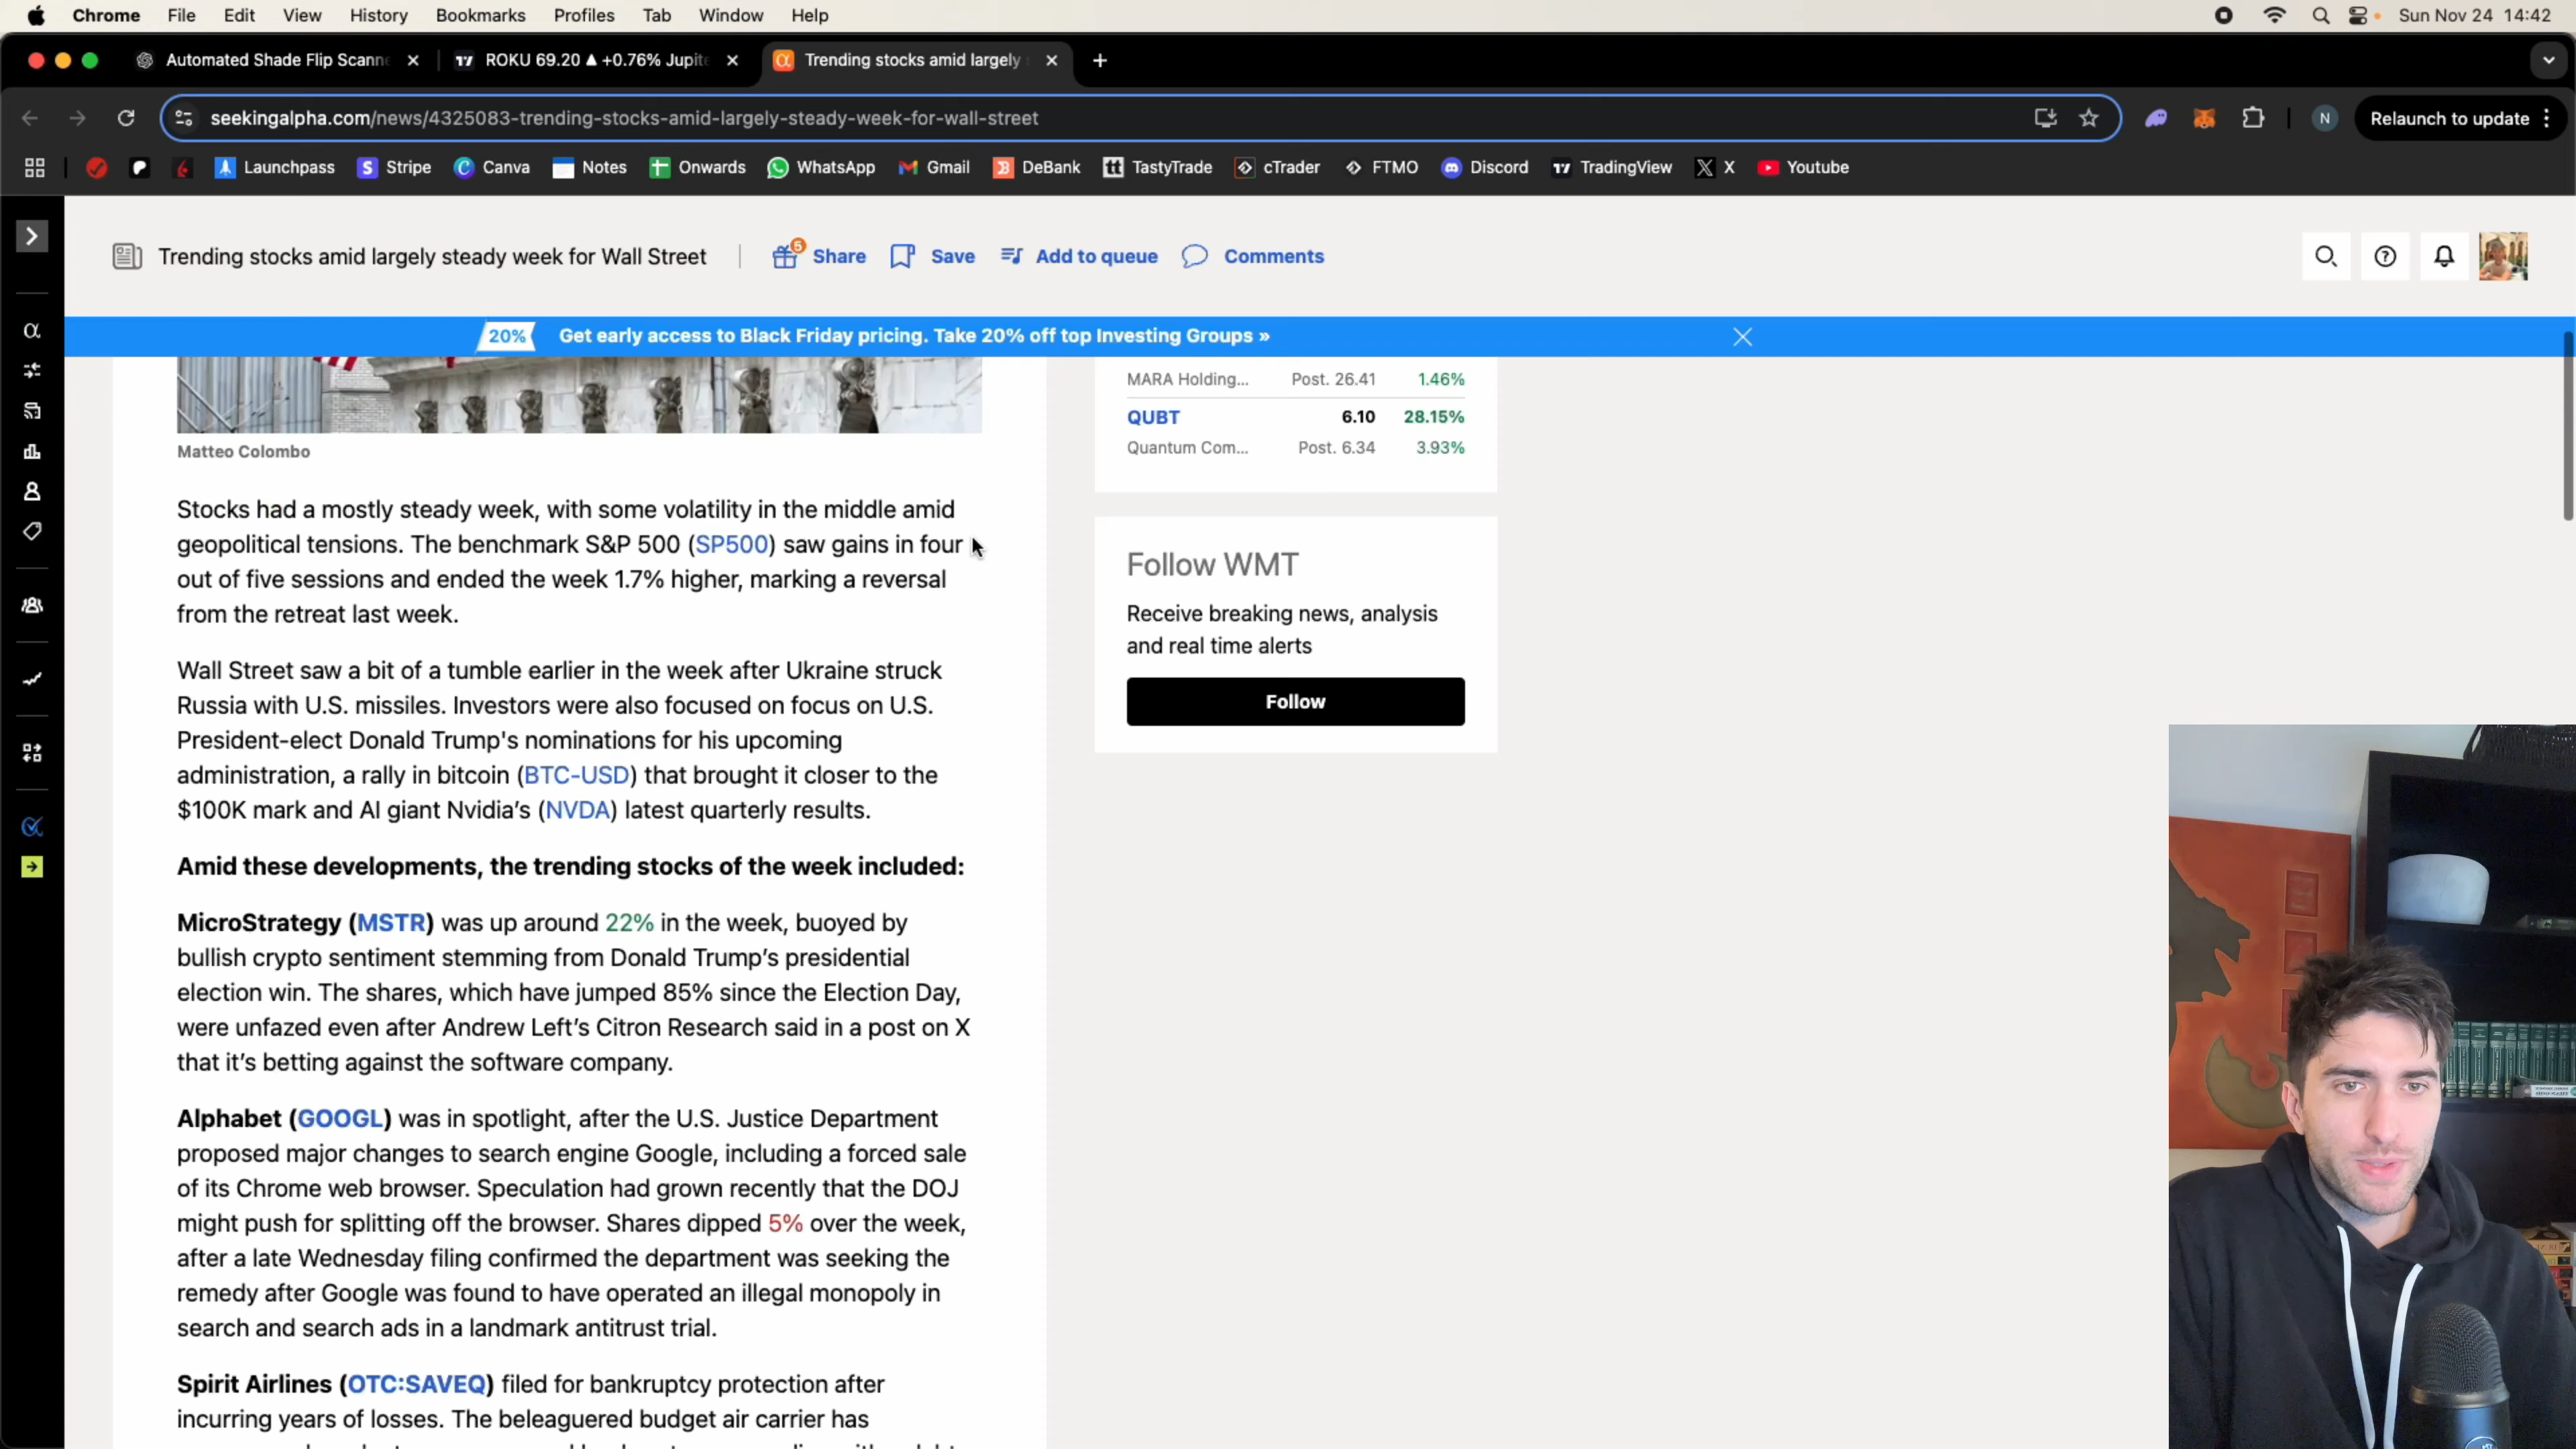 Chrome File Edit View History Bookmarks Profiles Tab Window Help Sun Nov 24 14:42
Automated Shade Flip Scanne ROKU 69.20 ▲ +0.76% Jupite Trending stocks amid largely
seekingalpha.com/news/4325083-trending-stocks-amid-largely-steady-week-for-wall-street N Relaunch to update
Launchpass Stripe Canva Notes Onwards WhatsApp Gmail DeBank TastyTrade cTrader FTMO Discord TradingView X Youtube
Trending stocks amid largely steady week for Wall Street 5 Share Save Add to queue Comments
20% Get early access to Black Friday pricing. Take 20% off top Investing Groups »
Matteo Colombo
Stocks had a mostly steady week, with some volatility in the middle amid
geopolitical tensions. The benchmark S&P 500 (SP500) saw gains in four
out of five sessions and ended the week 1.7% higher, marking a reversal
from the retreat last week.
Wall Street saw a bit of a tumble earlier in the week after Ukraine struck
Russia with U.S. missiles. Investors were also focused on focus on U.S.
President-elect Donald Trump's nominations for his upcoming
administration, a rally in bitcoin (BTC-USD) that brought it closer to the
$100K mark and AI giant Nvidia's (NVDA) latest quarterly results.
Amid these developments, the trending stocks of the week included:
MicroStrategy (MSTR) was up around 22% in the week, buoyed by
bullish crypto sentiment stemming from Donald Trump's presidential
election win. The shares, which have jumped 85% since the Election Day,
were unfazed even after Andrew Left's Citron Research said in a post on X
that it's betting against the software company.
Alphabet (GOOGL) was in spotlight, after the U.S. Justice Department
proposed major changes to search engine Google, including a forced sale
of its Chrome web browser. Speculation had grown recently that the DOJ
might push for splitting off the browser. Shares dipped 5% over the week,
after a late Wednesday filing confirmed the department was seeking the
remedy after Google was found to have operated an illegal monopoly in
search and search ads in a landmark antitrust trial.
Spirit Airlines (OTC:SAVEQ) filed for bankruptcy protection after
incurring years of losses. The beleaguered budget air carrier has
MARA Holding... Post. 26.41 1.46%
QUBT 6.10 28.15%
Quantum Com... Post. 6.34 3.93%
Follow WMT
Receive breaking news, analysis
and real time alerts
Follow